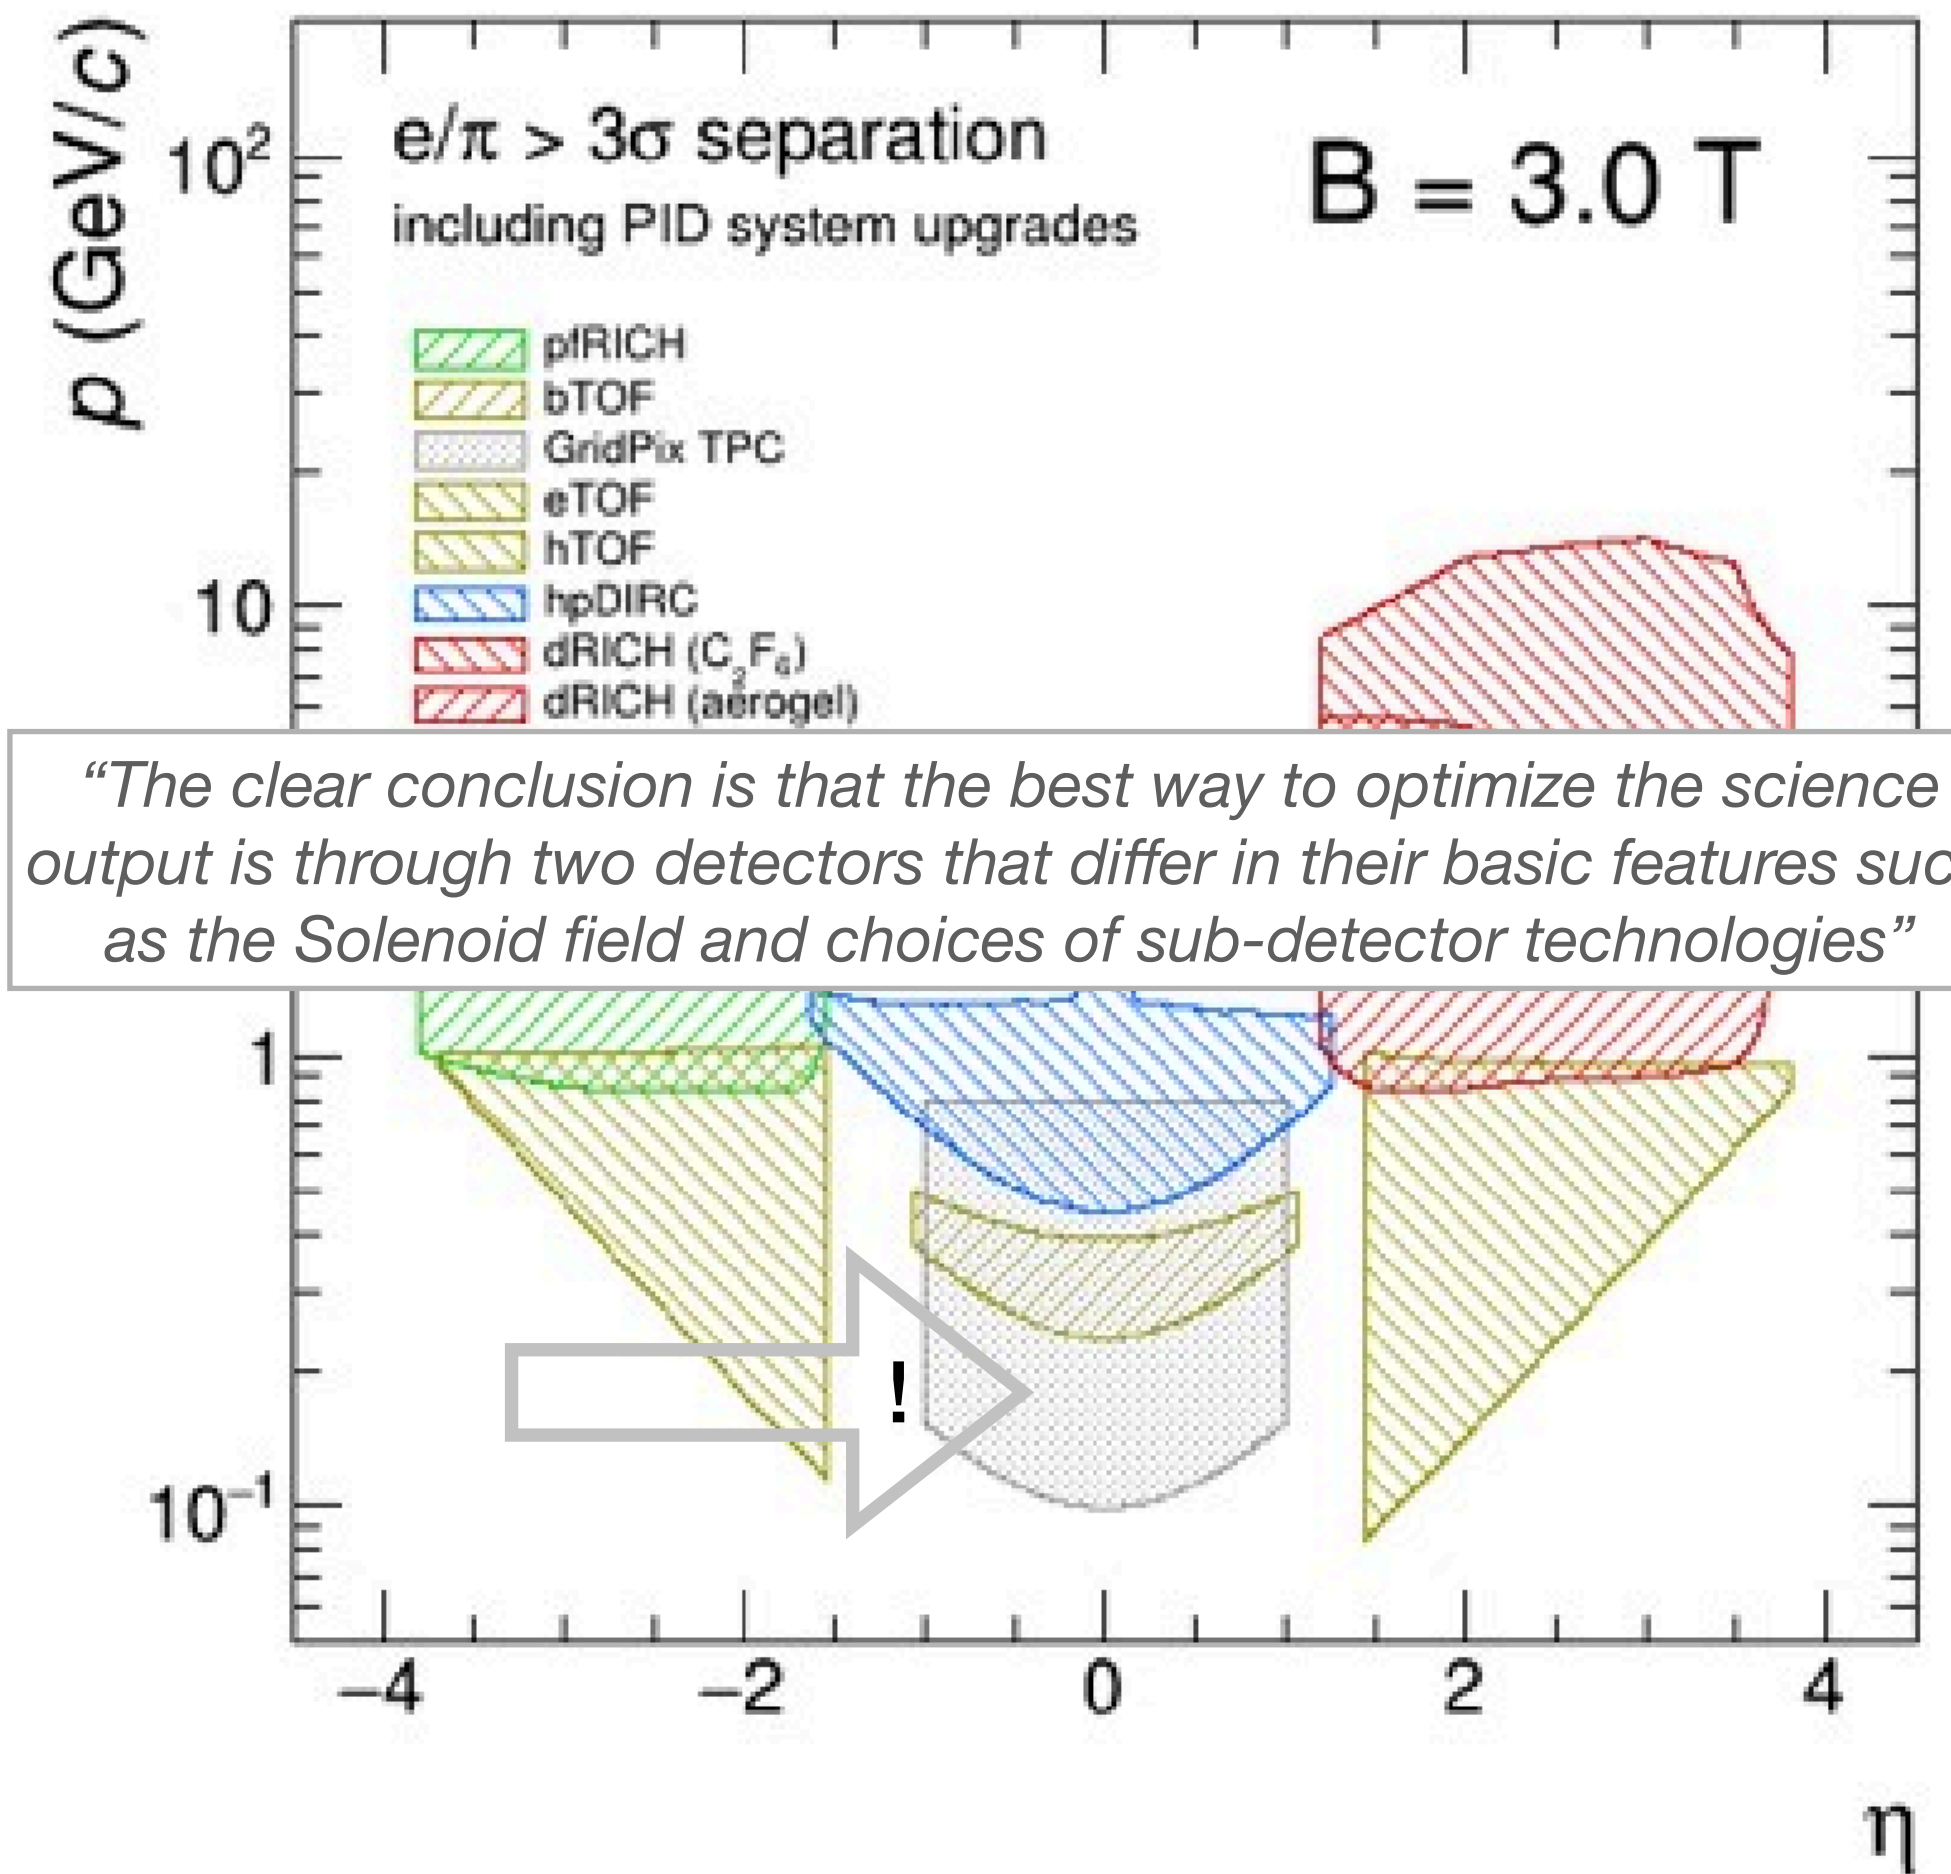 p (GeV/c)
e/π > 3σ separation
B = 3.0 T
including PID system upgrades
10²
pfRICH
bTOF
GridPix TPC
eTOF
hTOF
hpDIRC
dRICH (C₂F₆)
dRICH (aerogel)
10
“The clear conclusion is that the best way to optimize the science
output is through two detectors that differ in their basic features suc
as the Solenoid field and choices of sub-detector technologies”
1
!
10⁻¹
−4 −2 0 2 4
η